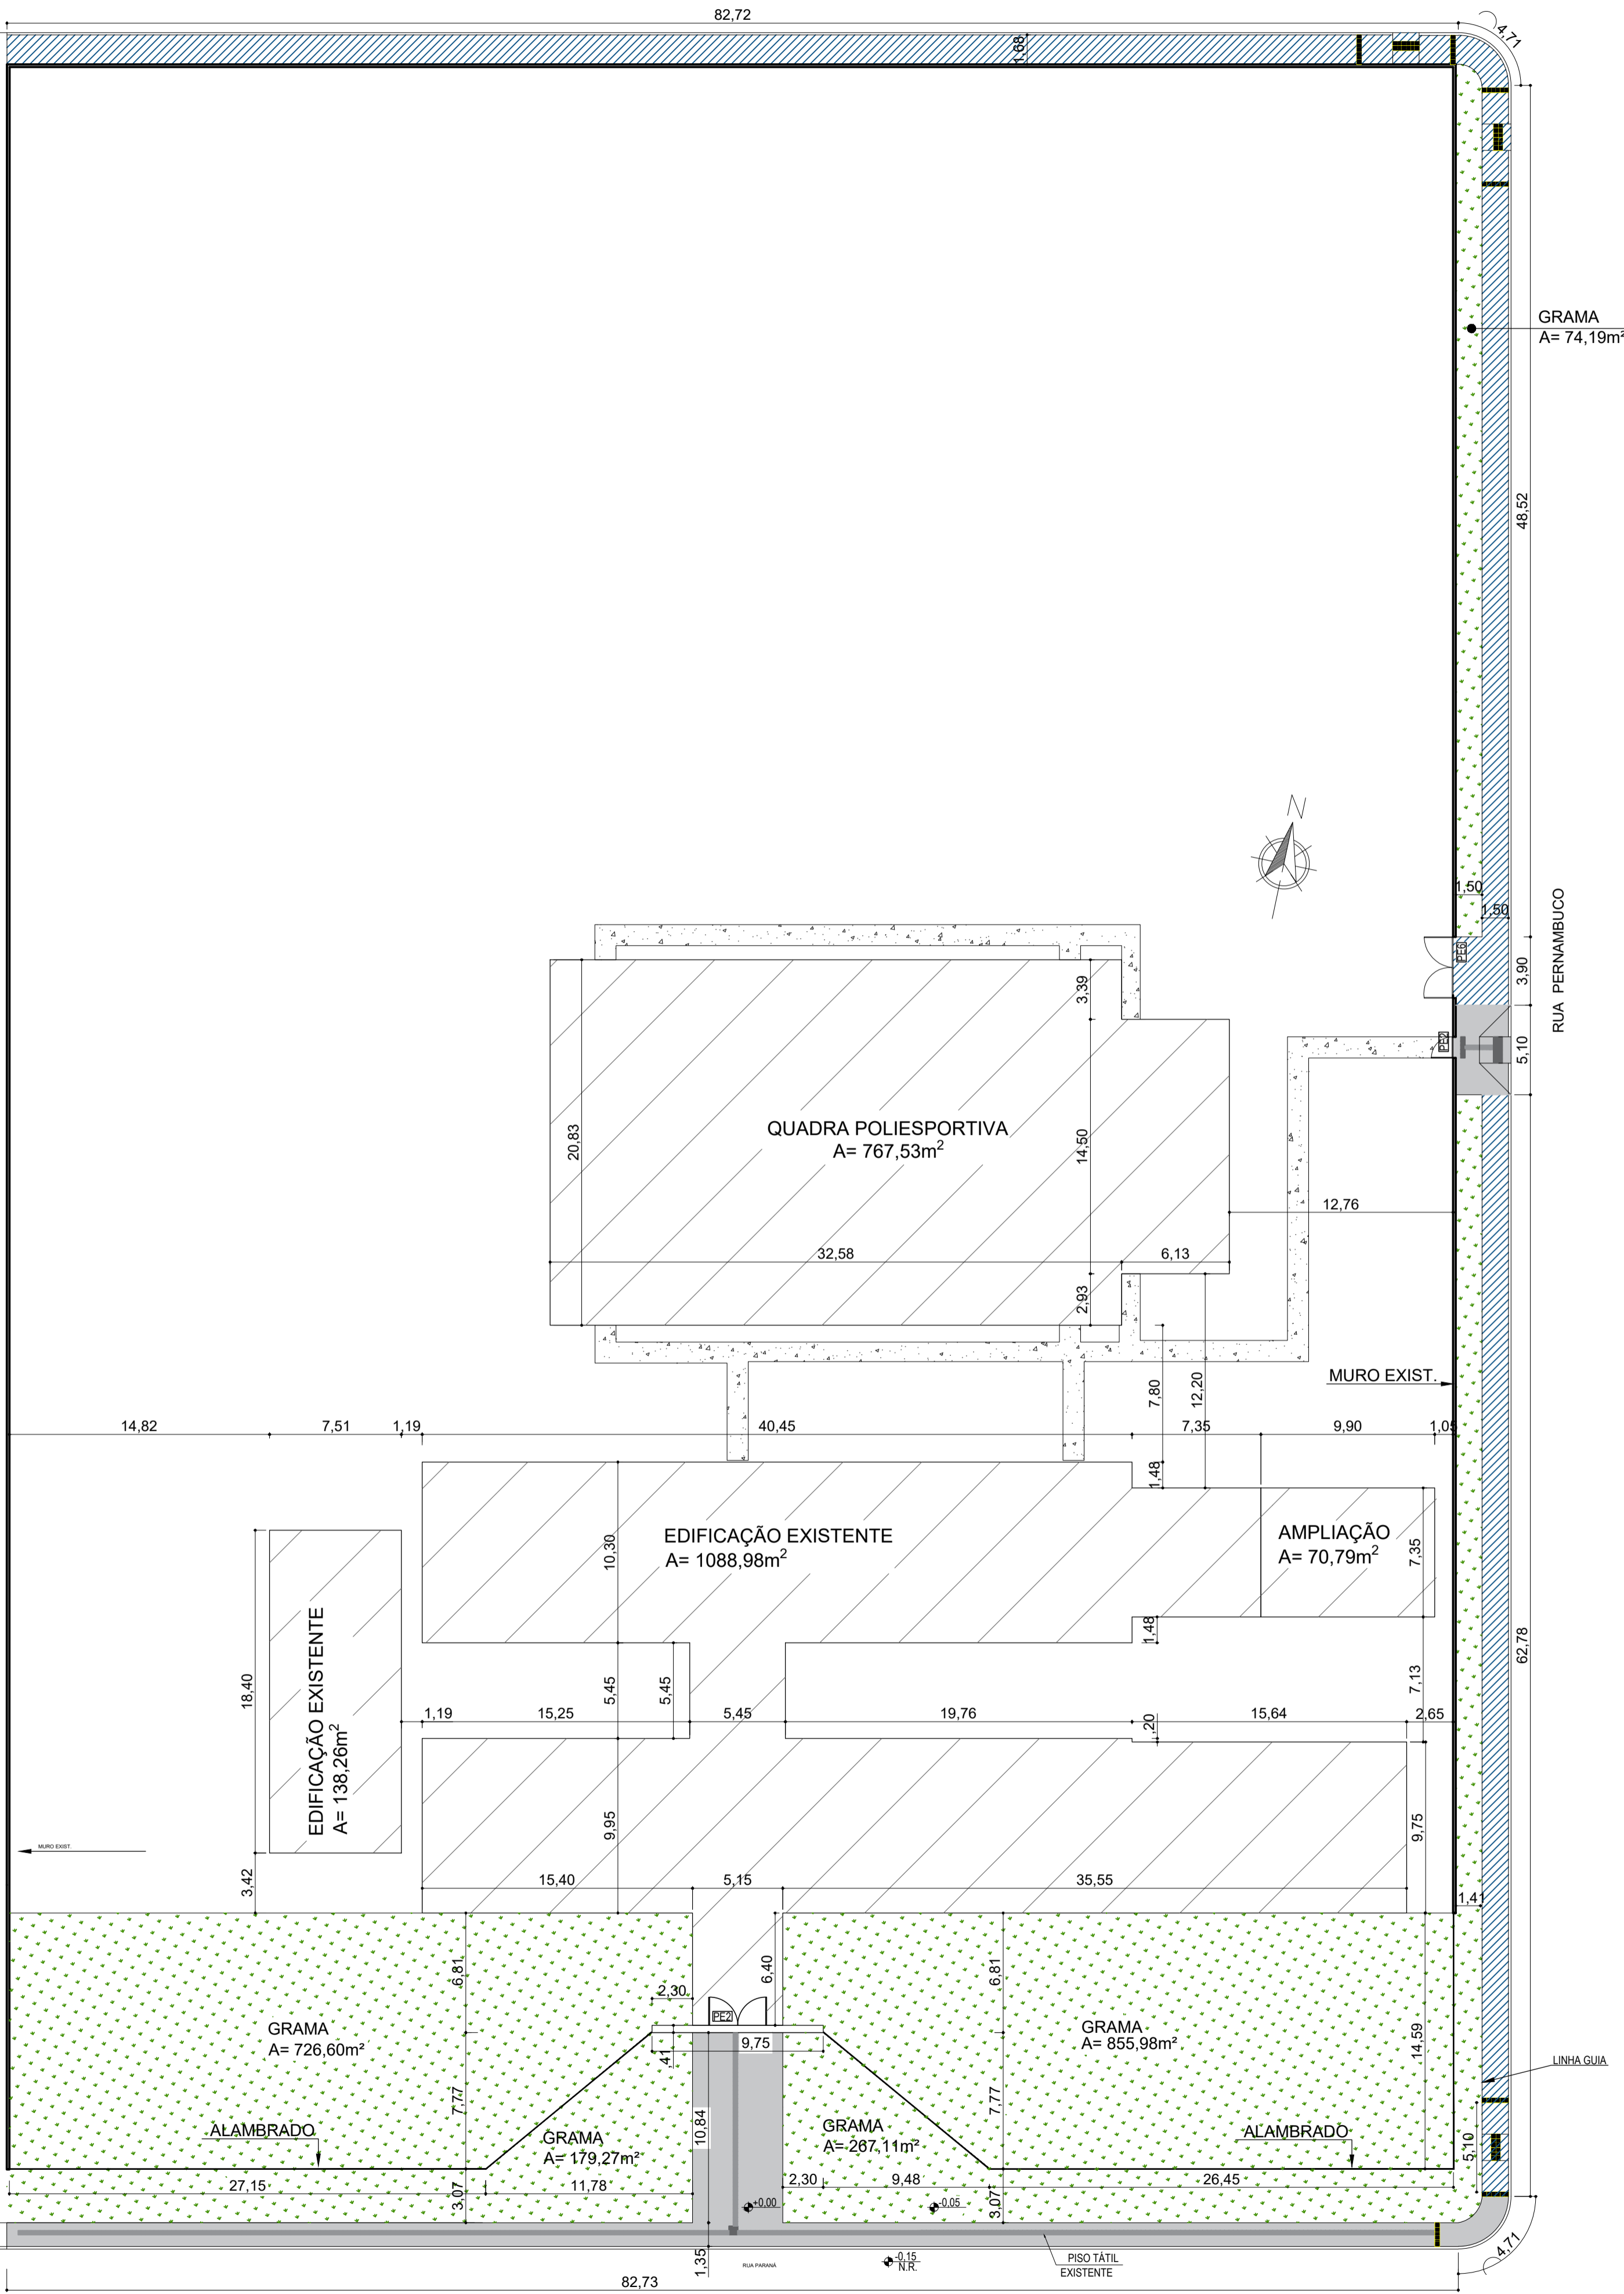 82,72
4,71
1,68
GRAMA
A= 74,19m²
48,52
N
1,50
1,50
RUA PERNAMBUCO
PE6
3,90
3,39
PE2
5,10
QUADRA POLIESPORTIVA
A= 767,53m²
20,83
14,50
12,76
32,58
6,13
2,93
MURO EXIST.
7,80
12,20
14,82
7,51
1,19
40,45
7,35
9,90
1,05
1,48
EDIFICAÇÃO EXISTENTE
A= 1088,98m²
10,30
AMPLIAÇÃO
A= 70,79m²
7,35
1,48
62,78
EDIFICAÇÃO EXISTENTE
A= 138,26m²
18,40
5,45
5,45
7,13
1,19
15,25
5,45
19,76
,20
15,64
2,65
9,95
9,75
MURO EXIST.
3,42
15,40
5,15
35,55
1,41
6,81
6,40
6,81
2,30
PE2
GRAMA
A= 726,60m²
GRAMA
A= 855,98m²
14,59
,41
9,75
LINHA GUIA
7,77
7,77
ALAMBRADO
10,84
GRAMA
A= 179,27m²
GRAMA
A= 267,11m²
ALAMBRADO
5,10
27,15
11,78
2,30
9,48
26,45
3,07
+0,00
-0,05
3,07
1,35
RUA PARANÁ
-0,15
N.R.
PISO TÁTIL
EXISTENTE
4,71
82,73